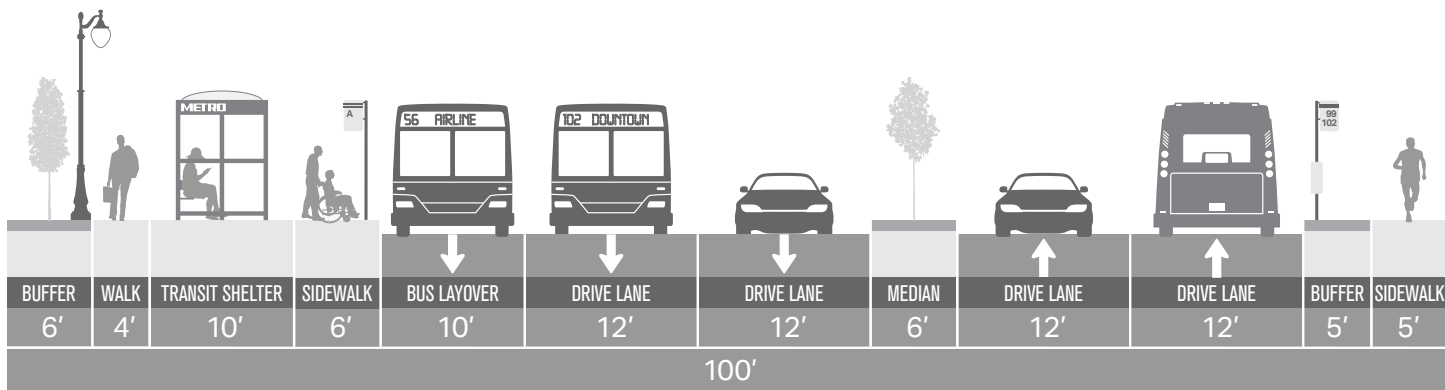 METRO
A
56 AIRLINE
102 DOWNTOWN
99
102
BUFFER WALK TRANSIT SHELTER SIDEWALK BUS LAYOVER DRIVE LANE DRIVE LANE MEDIAN DRIVE LANE DRIVE LANE BUFFER SIDEWALK
6' 4' 10' 6' 10' 12' 12' 6' 12' 12' 5' 5'
100'